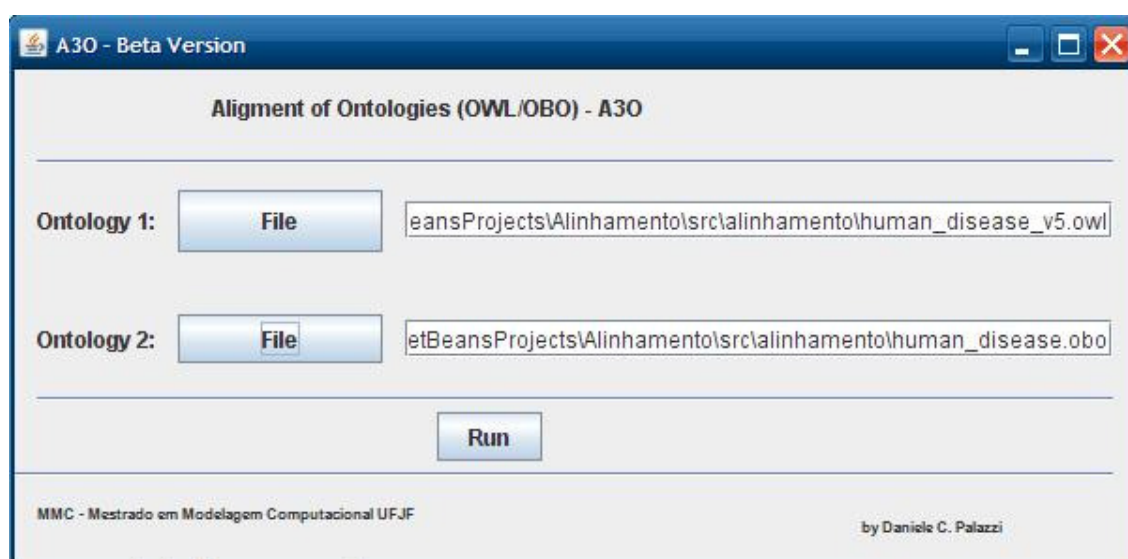 A3O - Beta Version
Aligment of Ontologies (OWL/OBO) - A3O
Ontology 1: File eansProjects\Alinhamento\src\alinhamento\human_disease_v5.owl
Ontology 2: File etBeansProjects\Alinhamento\src\alinhamento\human_disease.obo
Run
MMC - Mestrado em Modelagem Computacional UFJF
by Daniele C. Palazzi